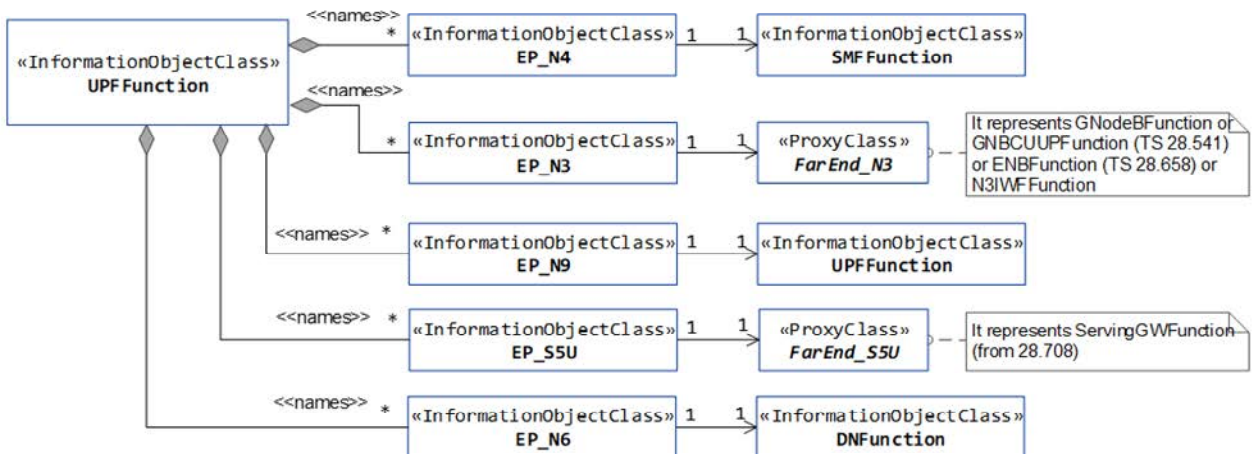 «InformationObjectClass»
UPFFunction
<<names>>
*
«InformationObjectClass»
EP_N4
1
1
«InformationObjectClass»
SMFFunction
<<names>>
*
«InformationObjectClass»
EP_N3
1
1
«ProxyClass»
FarEnd_N3
It represents GNodeBFunction or
GNBCUUPFunction (TS 28.541)
or ENBFunction (TS 28.658) or
N3IWFFunction
<<names>>
*
«InformationObjectClass»
EP_N9
1
1
«InformationObjectClass»
UPFFunction
<<names>>
*
«InformationObjectClass»
EP_S5U
1
1
«ProxyClass»
FarEnd_S5U
It represents ServingGWFunction
(from 28.708)
<<names>>
*
«InformationObjectClass»
EP_N6
1
1
«InformationObjectClass»
DNFunction